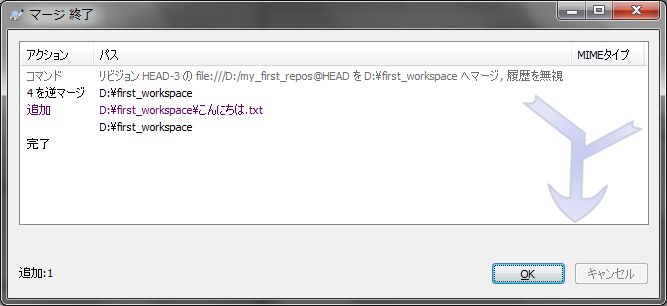 マージ 終了
アクション パス MIMEタイプ
コマンド リビジョン HEAD-3 の file:///D:/my_first_repos@HEAD を D:¥first_workspace へマージ, 履歴を無視
4 を逆マージ D:¥first_workspace
追加 D:¥first_workspace¥こんにちは.txt
D:¥first_workspace
完了
追加:1
OK キャンセル